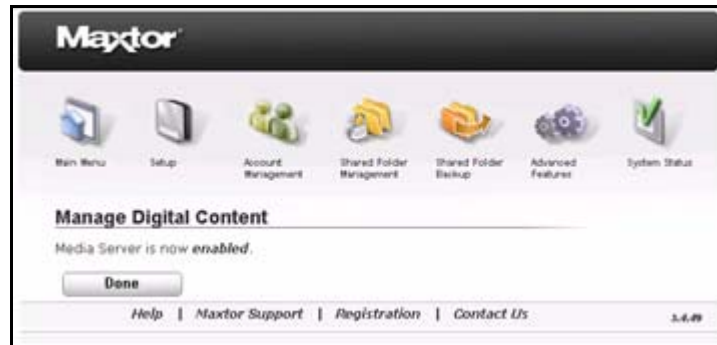 Maxtor
Main Menu
Setup
Account Management
Shared Folder Management
Shared Folder Backup
Advanced Features
System Status
Manage Digital Content
Media Server is now enabled.
Done
Help | Maxtor Support | Registration | Contact Us